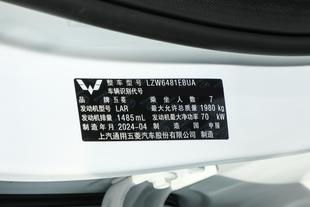 整车型号 LZW6481EBUA
车辆识别代号
品牌 五菱 乘坐人数 7
发动机型号 LAR 最大允许总质量 1980 kg
发动机排量 1485 mL 发动机最大净功率 70 kW
制造年月 2024-04 制造国 中国
上汽通用五菱汽车股份有限公司 制造